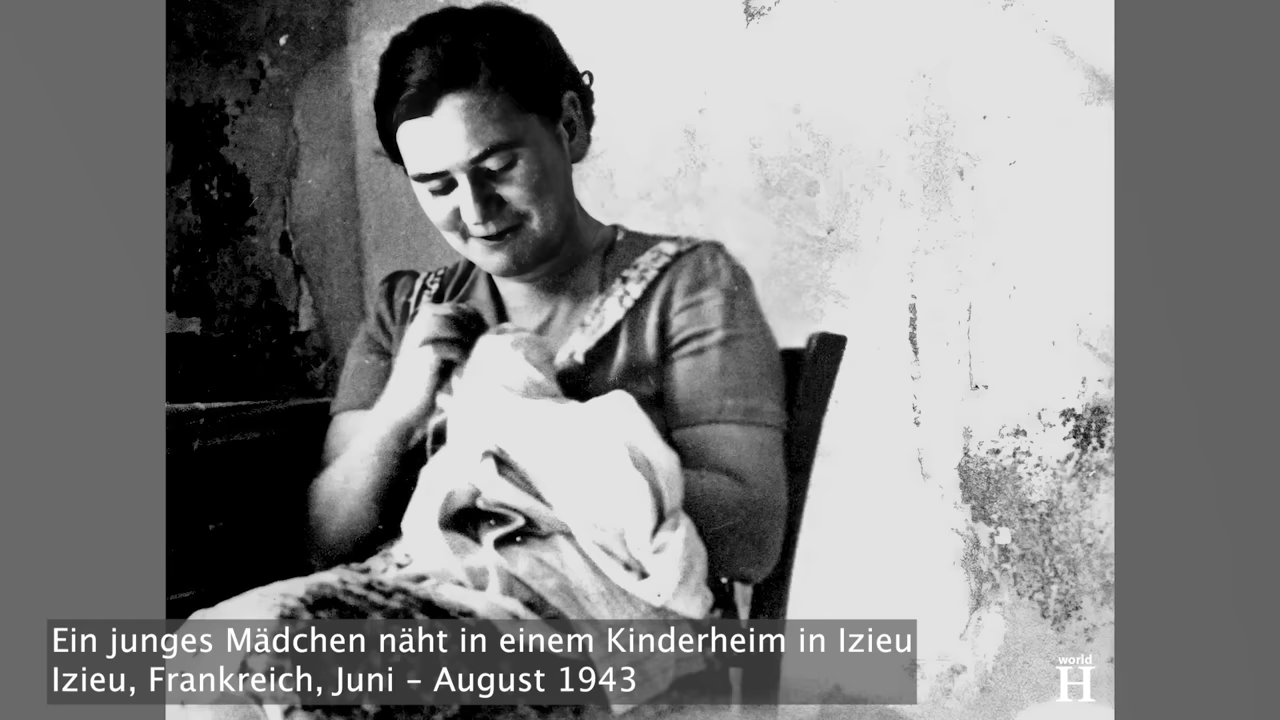 Ein junges Mädchen näht in einem Kinderheim in Izieu
Izieu, Frankreich, Juni – August 1943
world
H